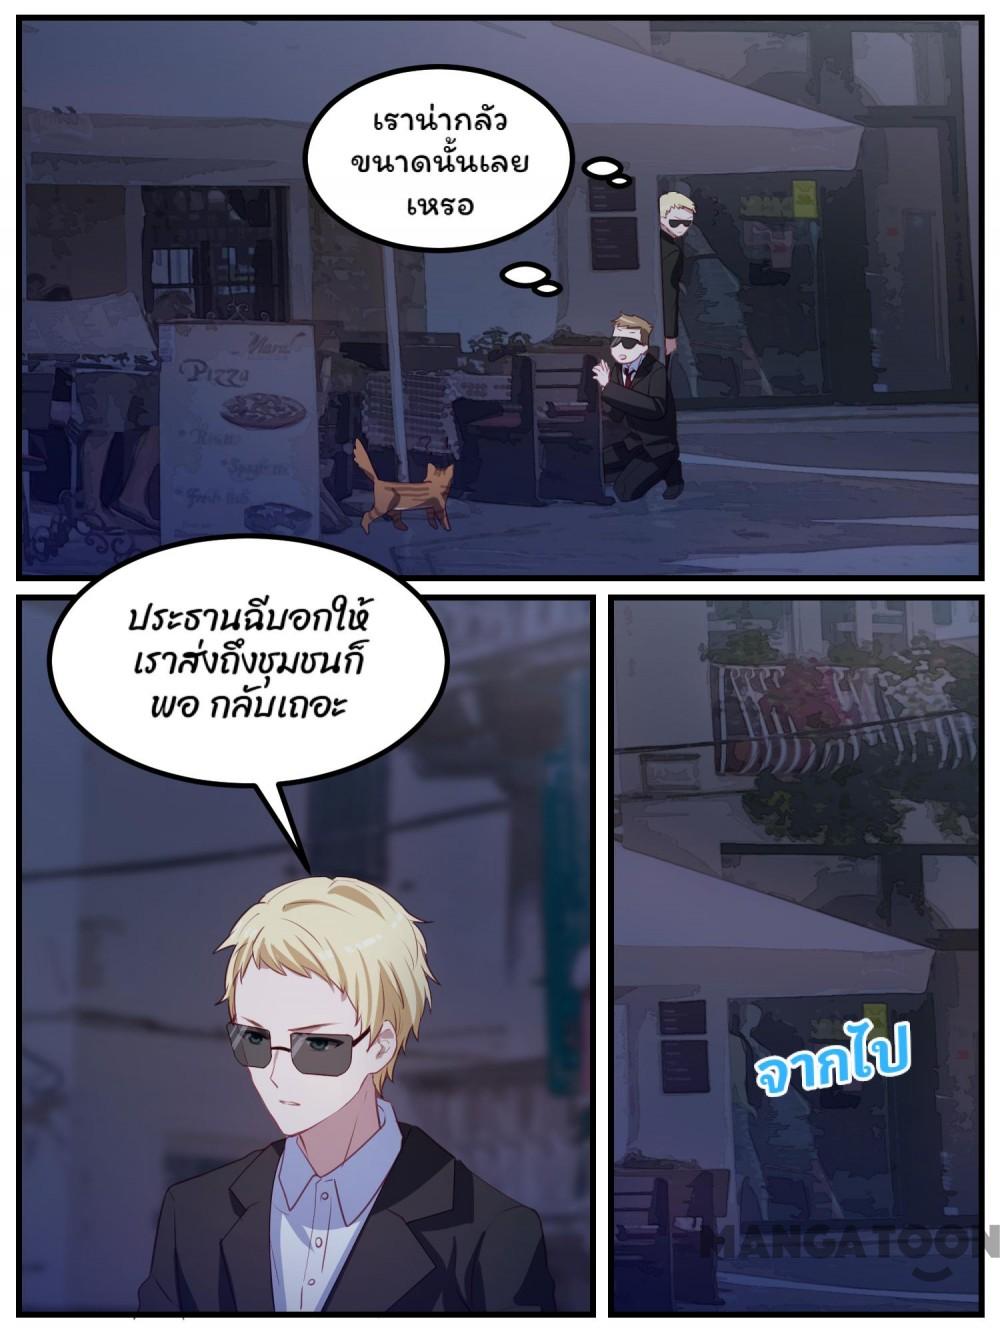 เราน่ากลัว
ขนาดนั้นเลย
เหรอ
Pizza
ประธานฉีบอกให้
เราส่งถึงชุมชนก็
พอ กลับเถอะ
จากไป
MANGATOON